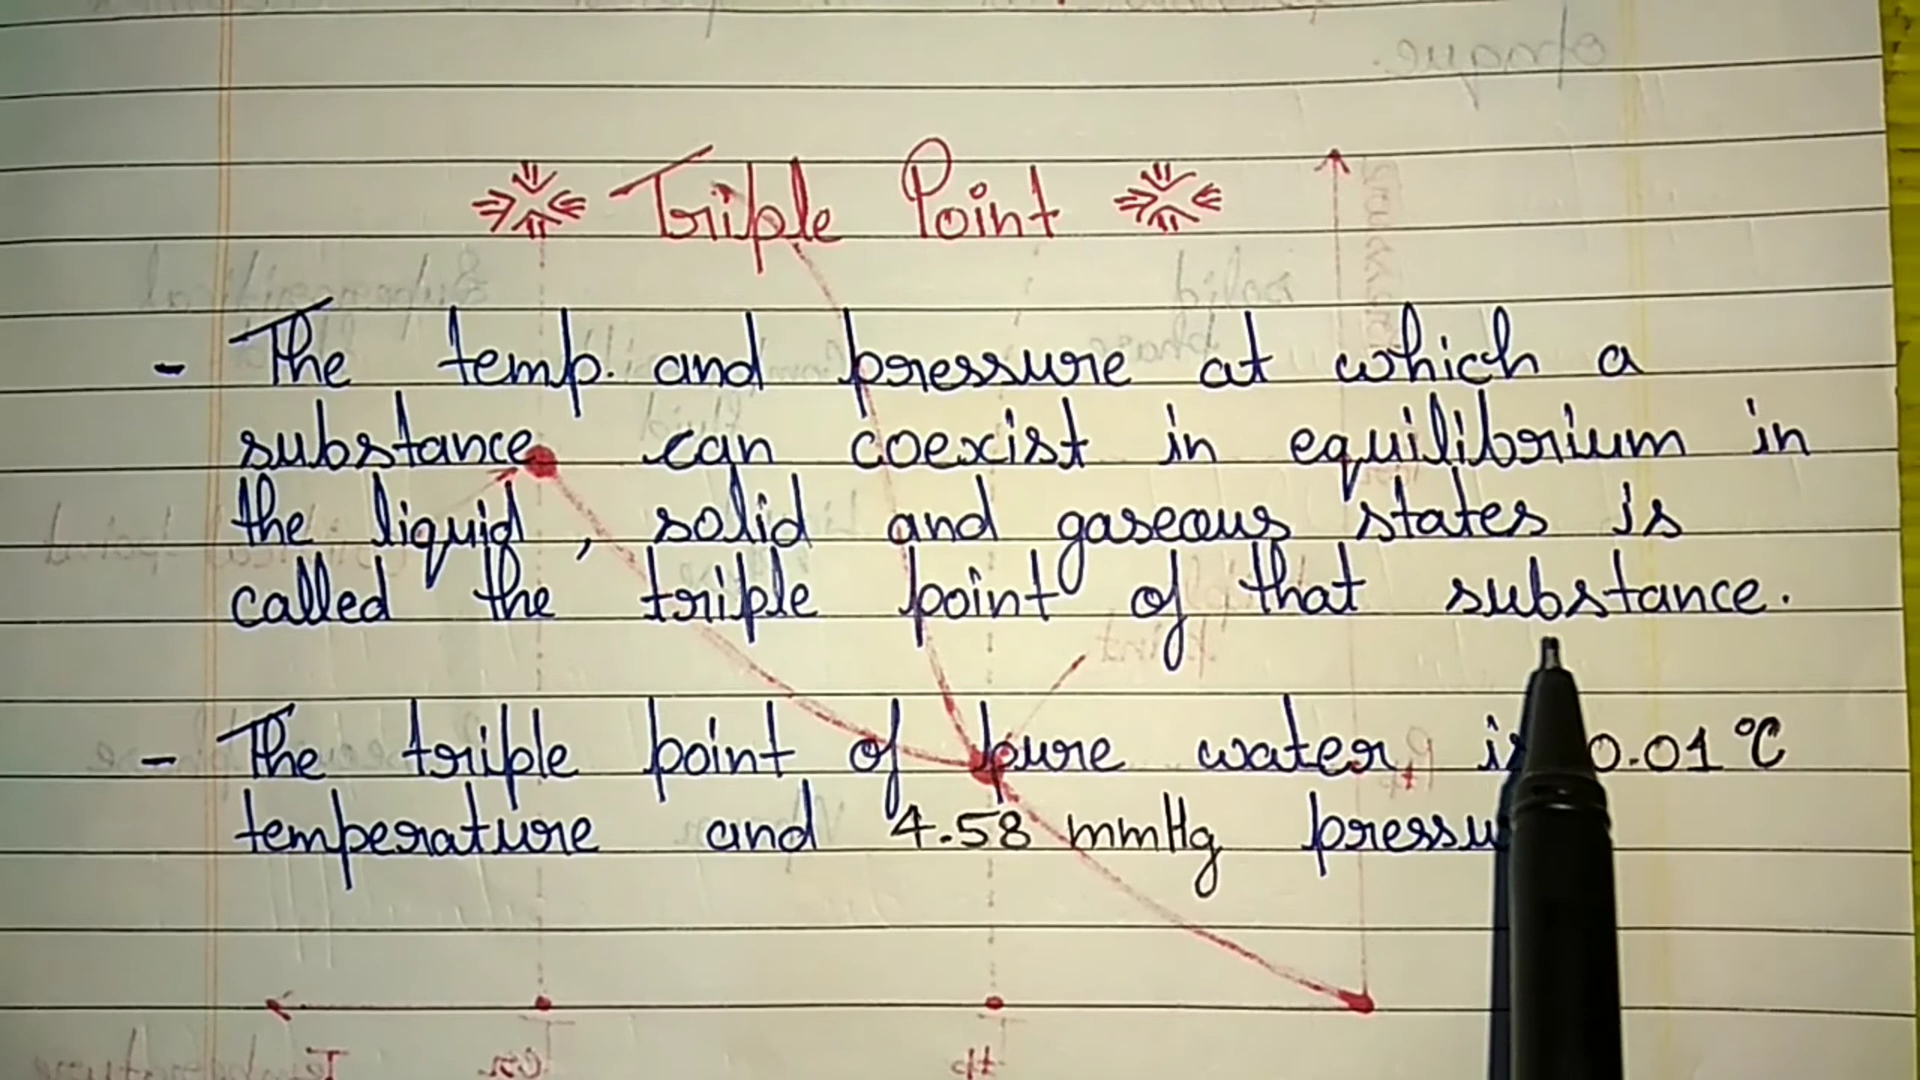 Triple Point
- The temp. and pressure at which a
substance can coexist in equilibrium in
the liquid, solid and gaseous states is
called the triple point of that substance.
- The triple point of pure water is 0.01°C
temperature and 4.58 mmHg